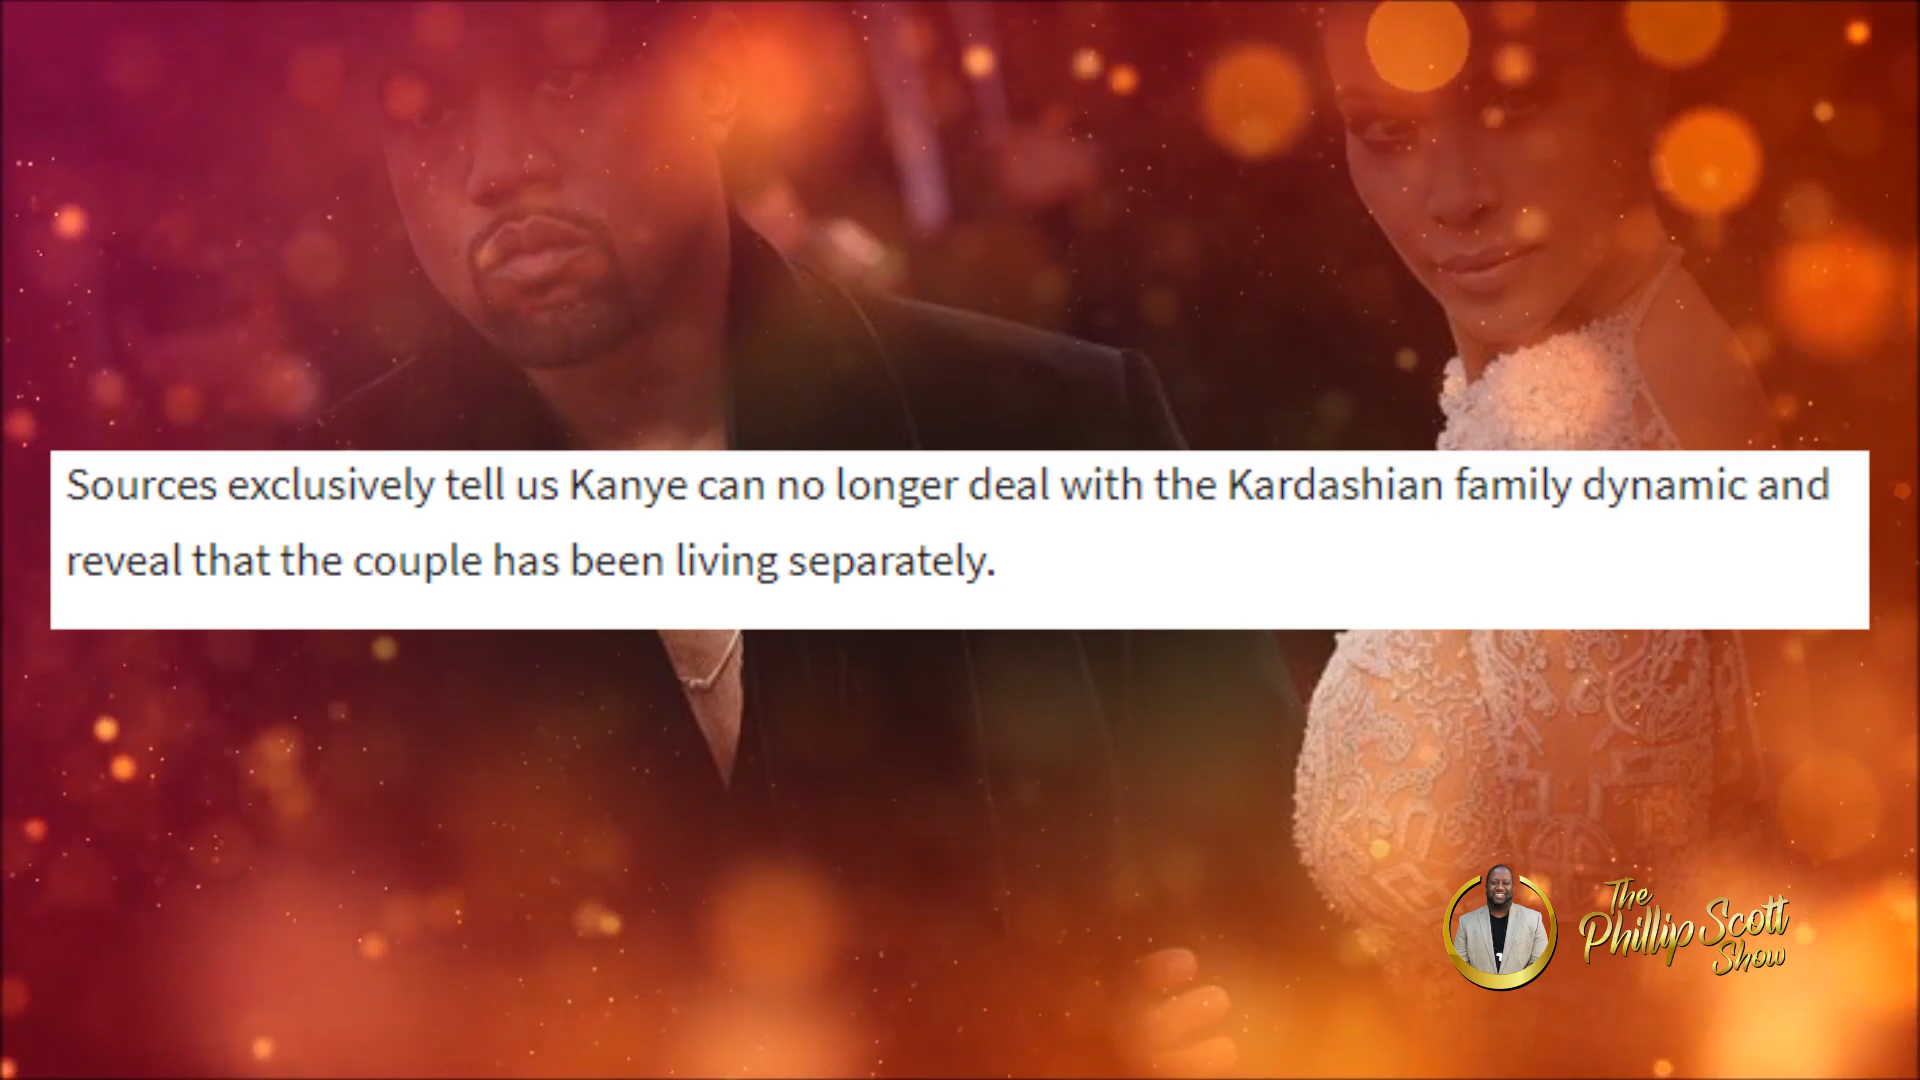 Sources exclusively tell us Kanye can no longer deal with the Kardashian family dynamic and
reveal that the couple has been living separately.
The
Phillip Scott
Show